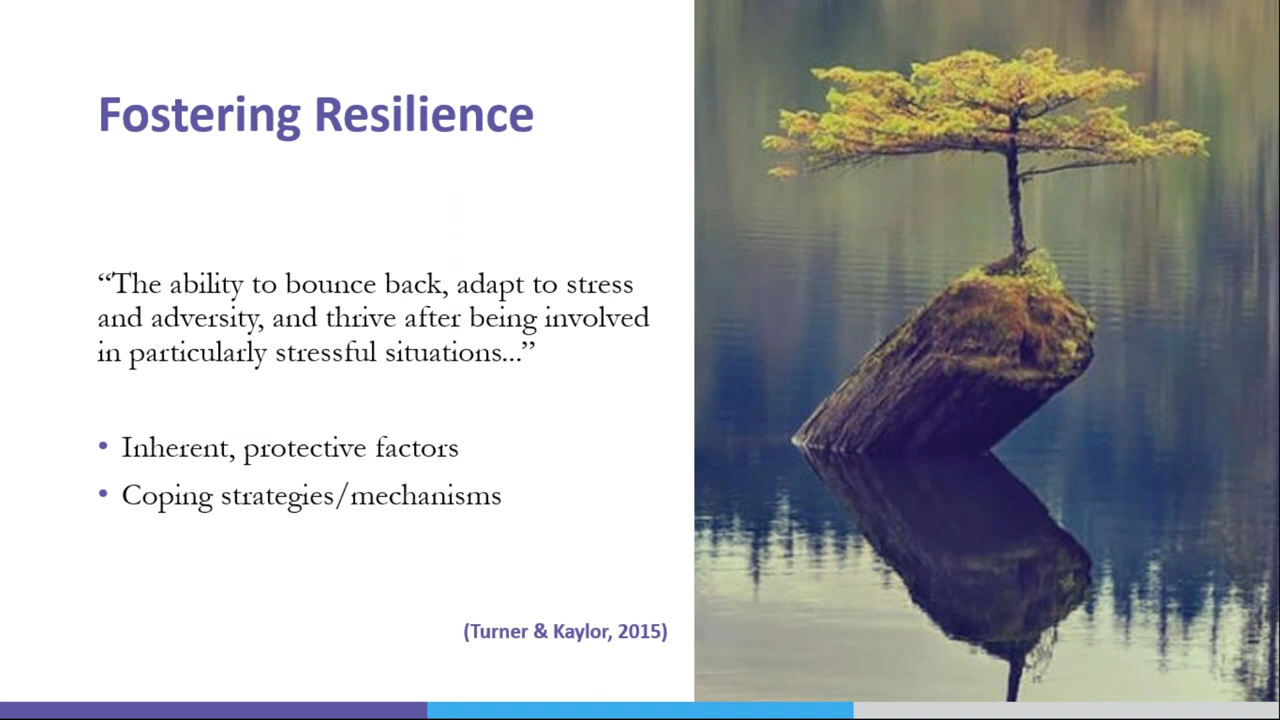 Fostering Resilience
“The ability to bounce back, adapt to stress
and adversity, and thrive after being involved
in particularly stressful situations...”
• Inherent, protective factors
• Coping strategies/mechanisms
(Turner & Kaylor, 2015)